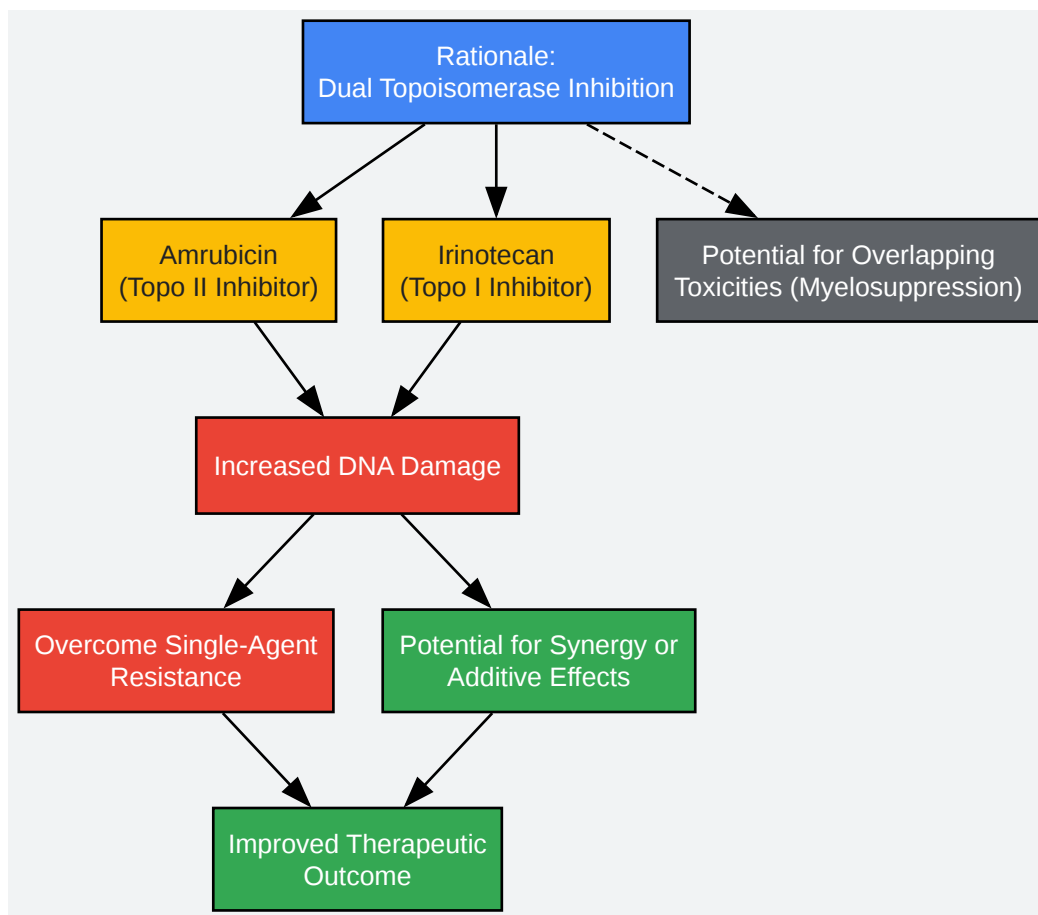 Rationale:
Dual Topoisomerase Inhibition
Amrubicin
(Topo II Inhibitor)
Irinotecan
(Topo I Inhibitor)
Potential for Overlapping
Toxicities (Myelosuppression)
Increased DNA Damage
Overcome Single-Agent
Resistance
Potential for Synergy or
Additive Effects
Improved Therapeutic
Outcome